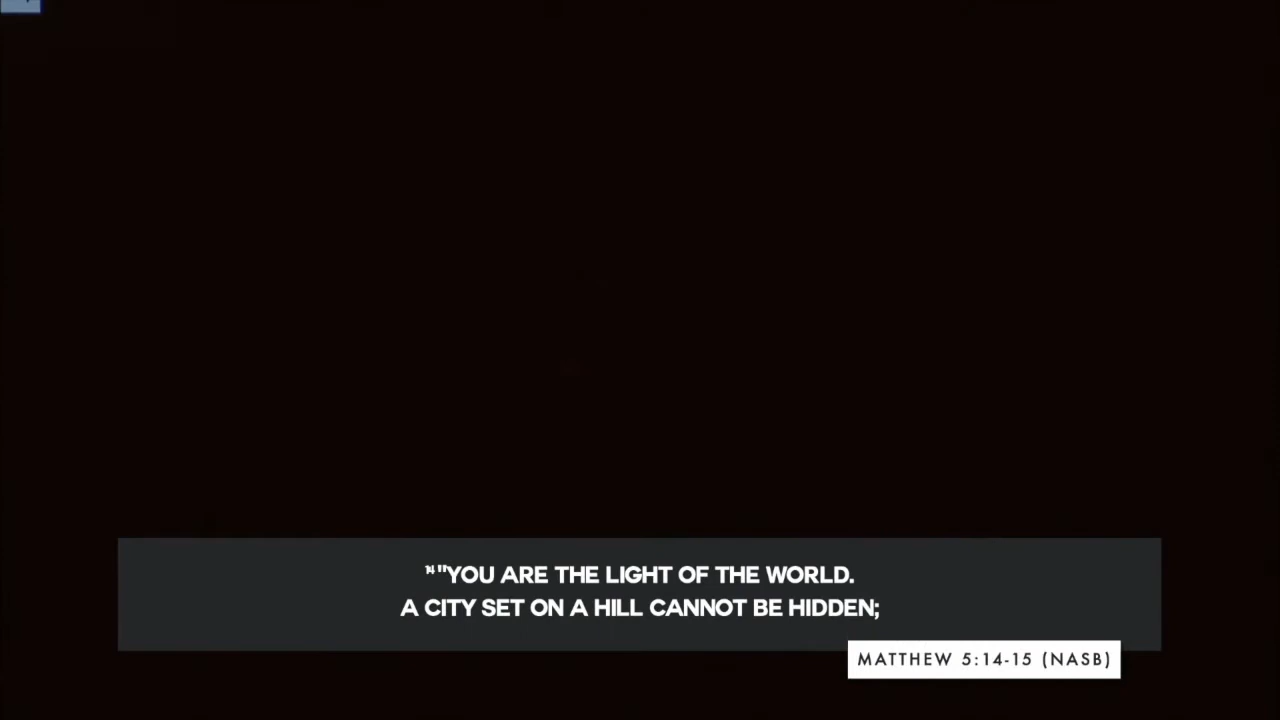 ¹⁴ "YOU ARE THE LIGHT OF THE WORLD.
A CITY SET ON A HILL CANNOT BE HIDDEN;
MATTHEW 5:14-15 (NASB)